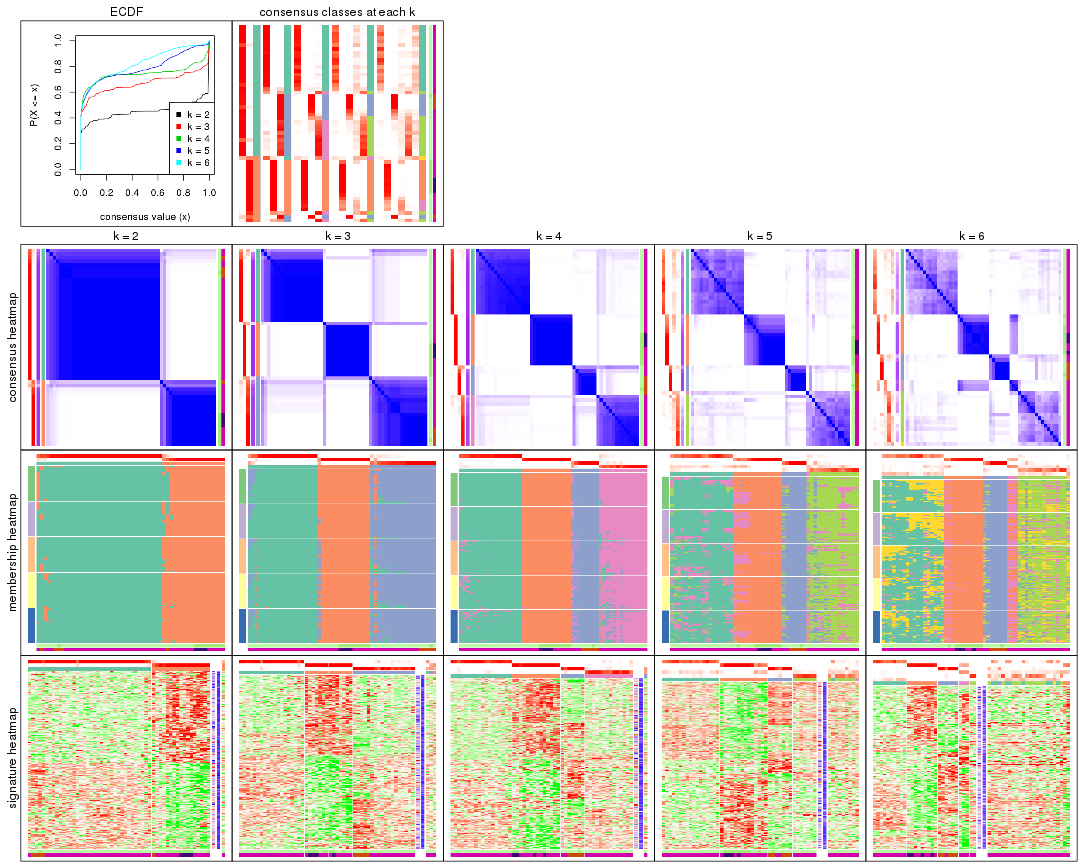 ECDF
consensus classes at each k
P(X <= x)
0.0
0.2
0.4
0.6
0.8
1.0
k = 2
k = 3
k = 4
k = 5
k = 6
0.0 0.2 0.4 0.6 0.8 1.0
consensus value (x)
k = 2
k = 3
k = 4
k = 5
k = 6
consensus heatmap
membership heatmap
signature heatmap